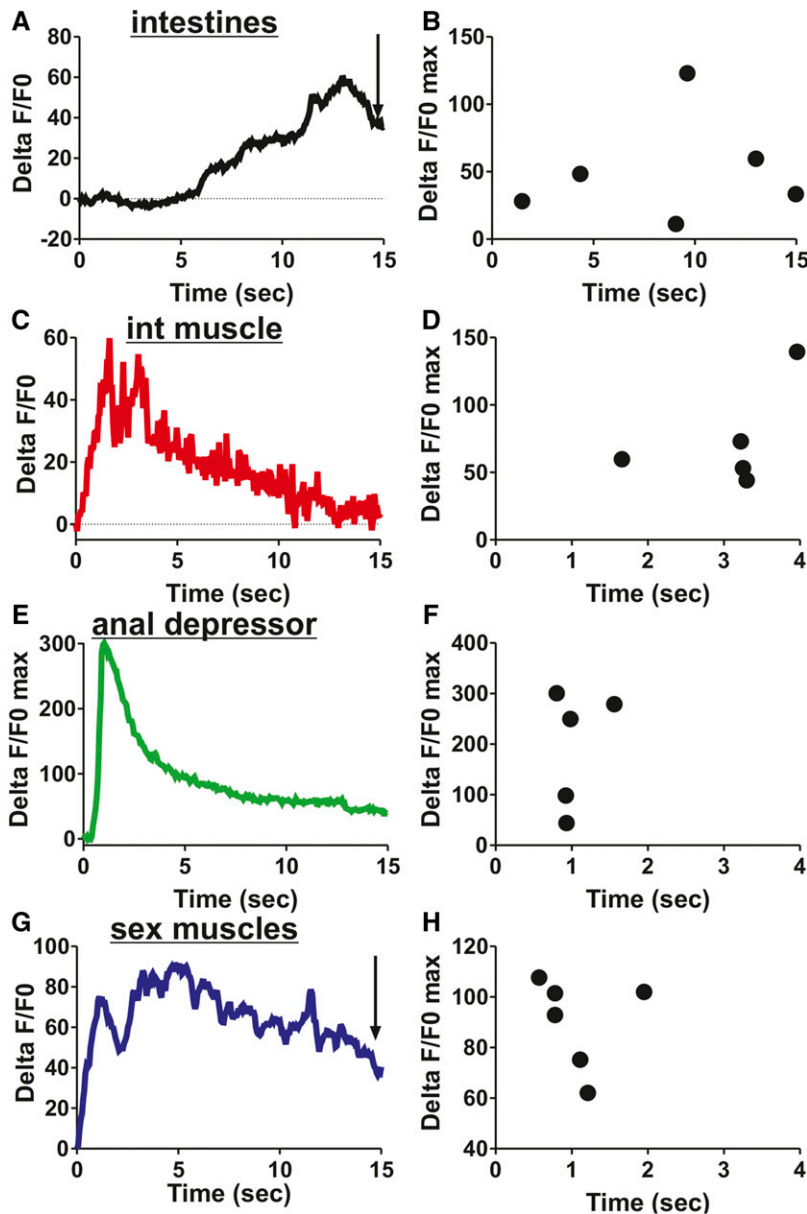 A
intestines
Delta F/F0
80
60
40
20
0
-20
0
5
10
15
Time (sec)
B
Delta F/F0 max
150
100
50
0
0
5
10
15
Time (sec)
C
int muscle
Delta F/F0
60
40
20
0
0
5
10
15
Time (sec)
D
Delta F/F0 max
150
100
50
0
0
1
2
3
4
Time (sec)
E
anal depressor
Delta F/F0 max
300
200
100
0
0
5
10
15
Time (sec)
F
Delta F/F0 max
400
300
200
100
0
0
1
2
3
4
Time (sec)
G
sex muscles
Delta F/F0
100
80
60
40
20
0
0
5
10
15
Time (sec)
H
Delta F/F0 max
120
100
80
60
40
0
1
2
3
4
Time (sec)